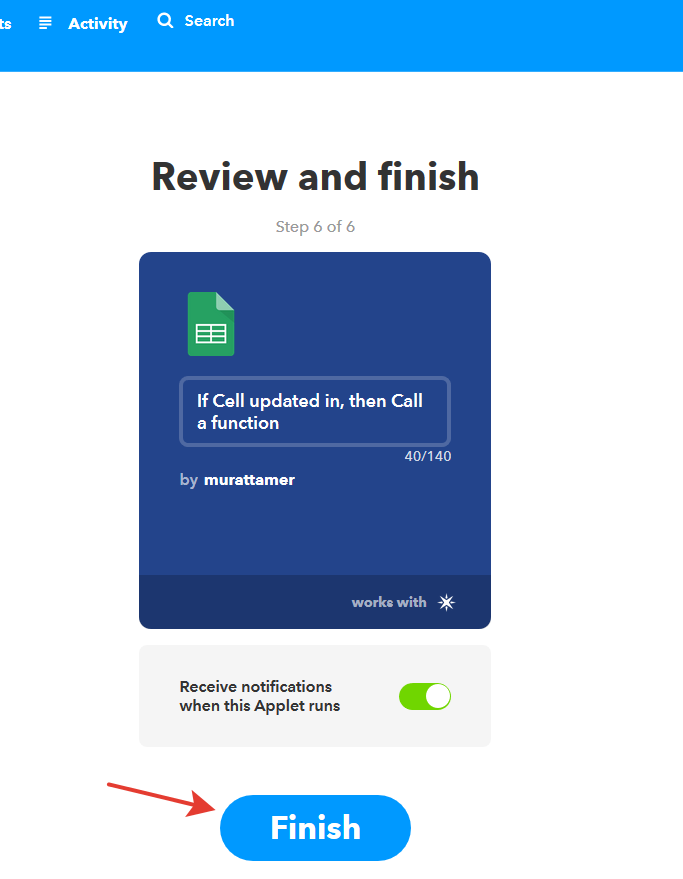 ts Activity Search
Review and finish
Step 6 of 6
If Cell updated in, then Call
a function
40/140
by murattamer
works with
Receive notifications
when this Applet runs
Finish